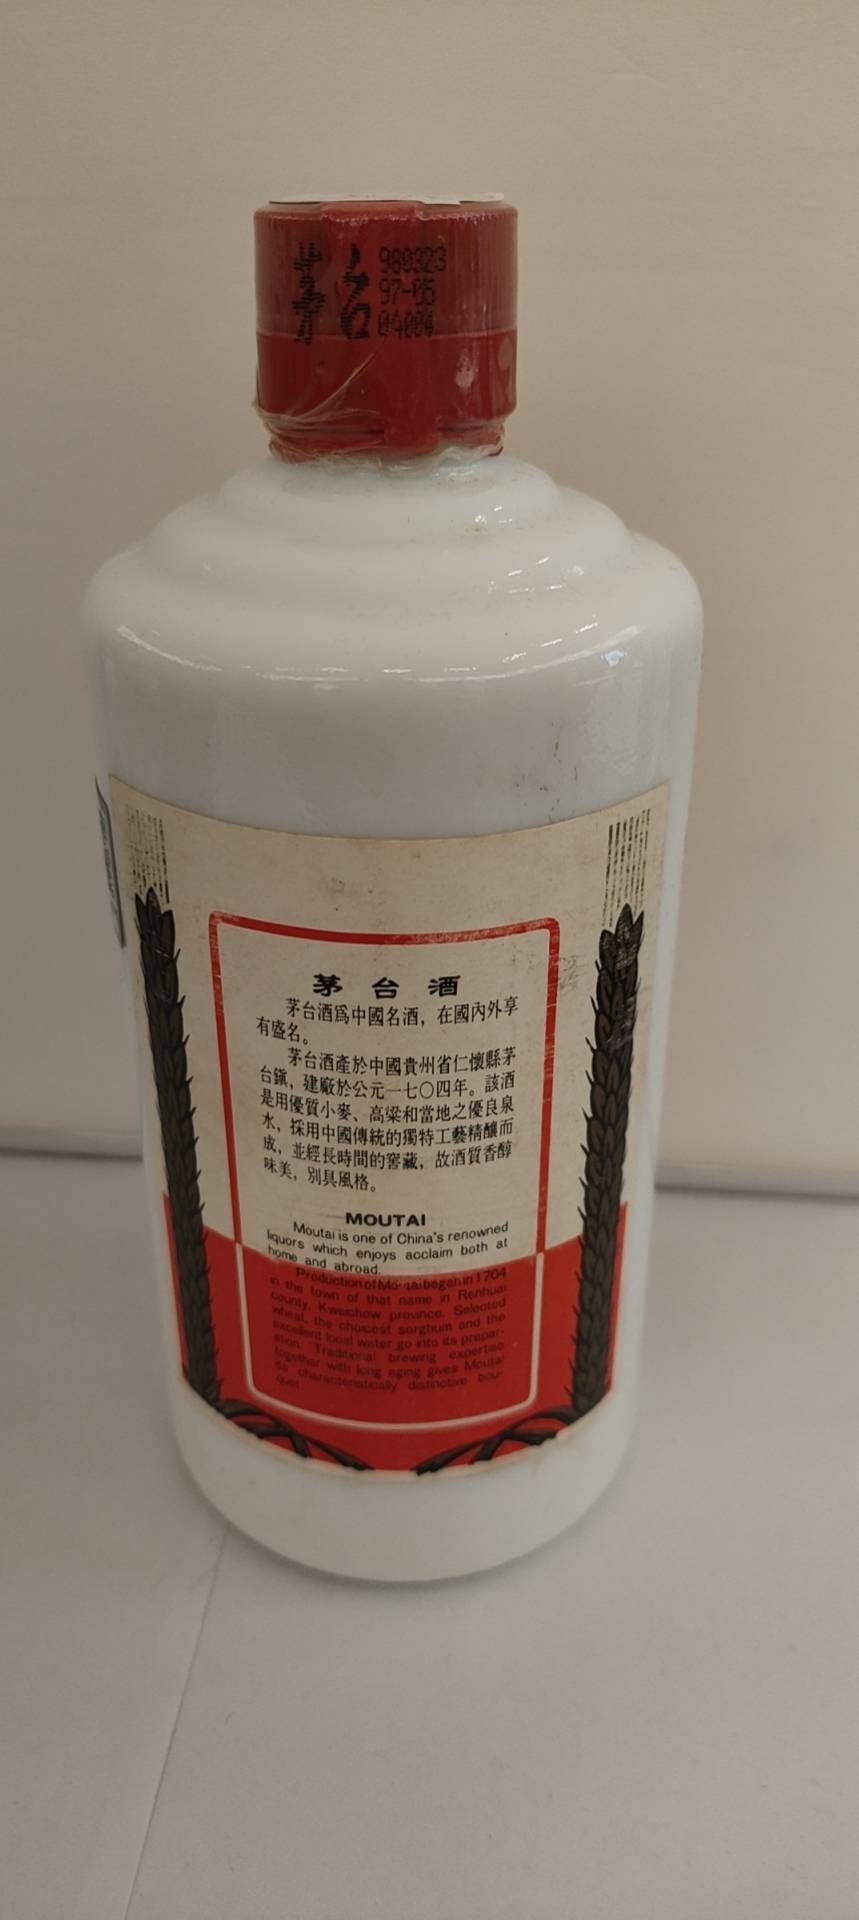 茅台
980323
97-05
04004
茅台酒
茅台酒爲中國名酒，在國內外享
有盛名。
茅台酒產於中國貴州省仁懷縣茅
台鎮，建廠於公元一七〇四年。該酒
是用優質小麥、高粱和當地之優良泉
水，採用中國傳統的獨特工藝精釀而
成，並經長時間的窖藏，故酒質香醇
味美，別具風格。
MOUTAI
Moutai is one of China's renowned
liquors which enjoys acclaim both at
home and abroad.
Production of Moutai began in 1704
in the town of that name in Renhuai
county, Kweichow province. Selected
wheat, the choicest sorghum and the
excellent local water go into its prepar-
ation. Traditional brewing expertise
together with long aging gives Moutai
its characteristically distinctive bou-
quet.